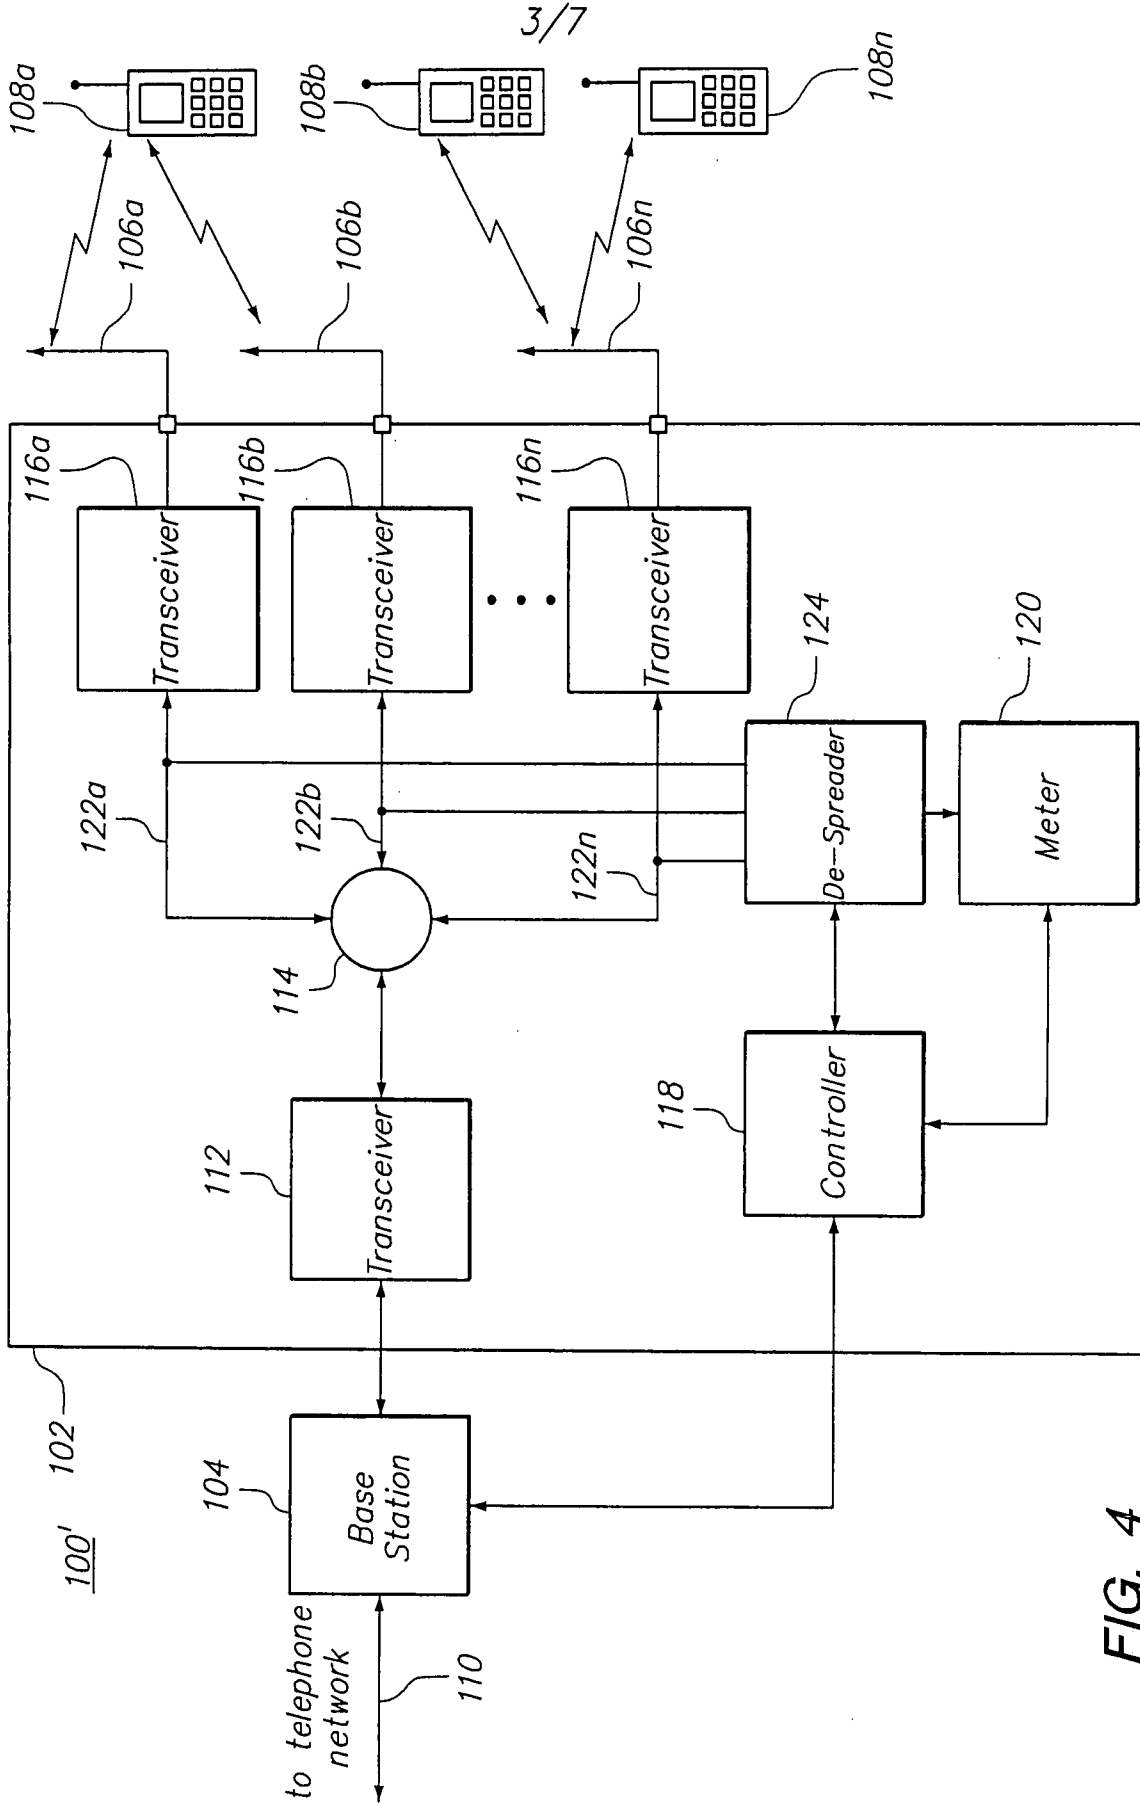 3/7
100'
102
104
Base
Station
to telephone
network
110
112
Transceiver
114
122a
122b
122n
116a
Transceiver
116b
Transceiver
116n
Transceiver
106a
106b
106n
108a
108b
108n
118
Controller
124
De-Spreader
120
Meter
FIG. 4